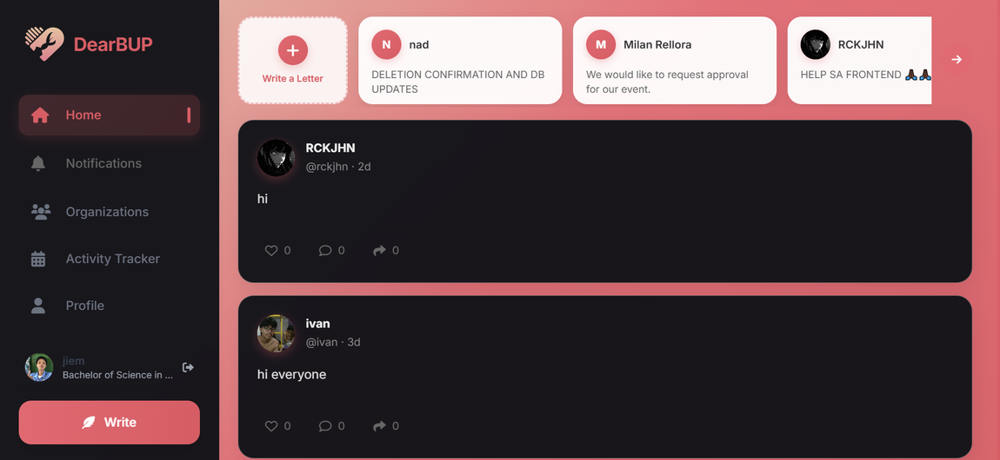 DearBUP
Home
Notifications
Organizations
Activity Tracker
Profile
jiem
Bachelor of Science in ...
Write
Write a Letter
N
nad
DELETION CONFIRMATION AND DB
UPDATES
M
Milan Rellora
We would like to request approval
for our event.
RCKJHN
HELP SA FRONTEND 🙏🏿🙏🏿
RCKJHN
@rckjhn · 2d
hi
0 0 0
ivan
@ivan · 3d
hi everyone
0 0 0